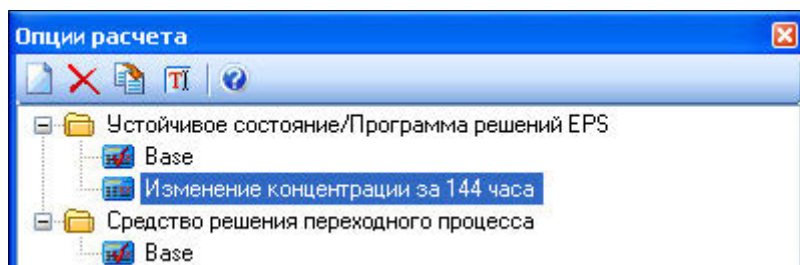 Опции расчета
Устойчивое состояние/Программа решений EPS
Base
Изменение концентрации за 144 часа
Средство решения переходного процесса
Base